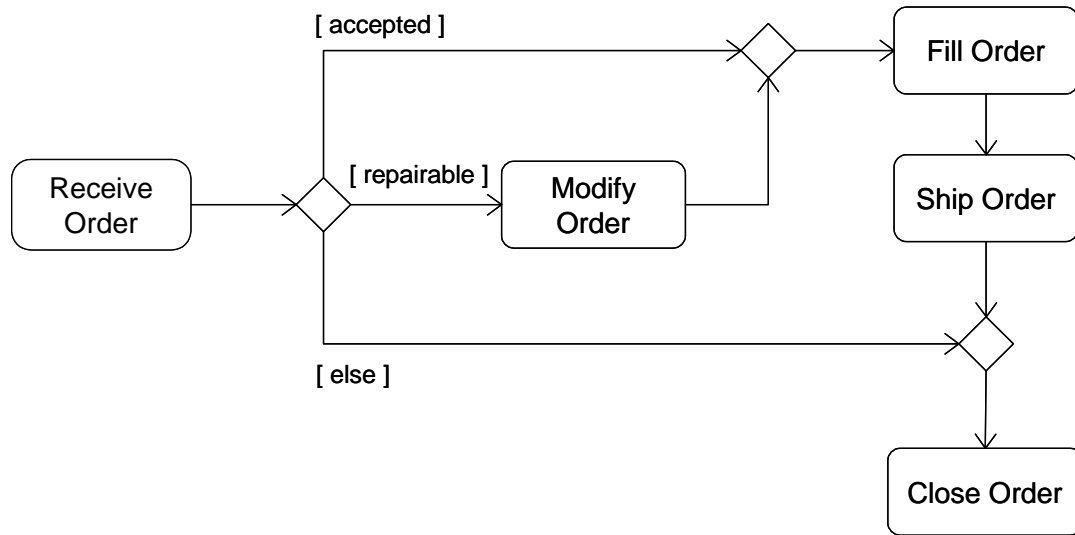 [ accepted ]
Fill Order
[ repairable ]
Receive
Order
Modify
Order
Ship Order
[ else ]
Close Order